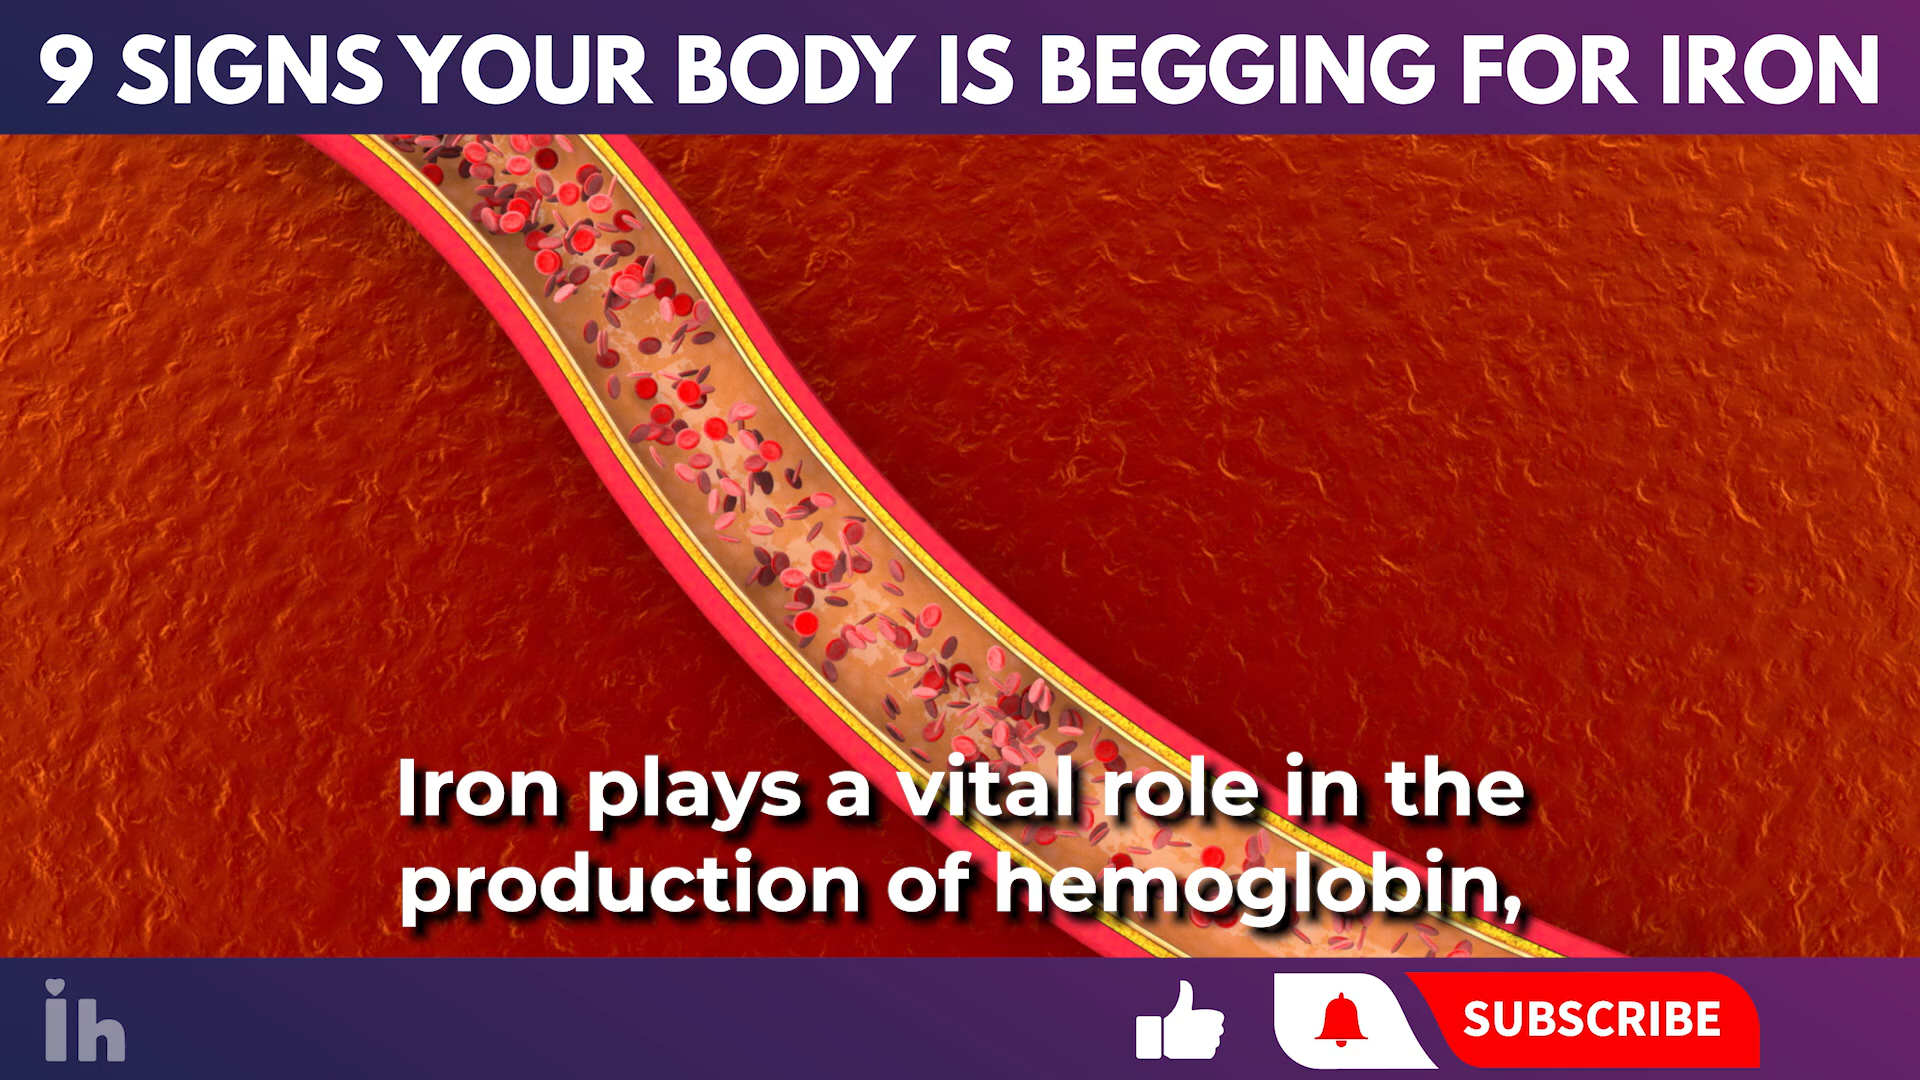 9 SIGNS YOUR BODY IS BEGGING FOR IRON
Iron plays a vital role in the
production of hemoglobin,
ih
SUBSCRIBE